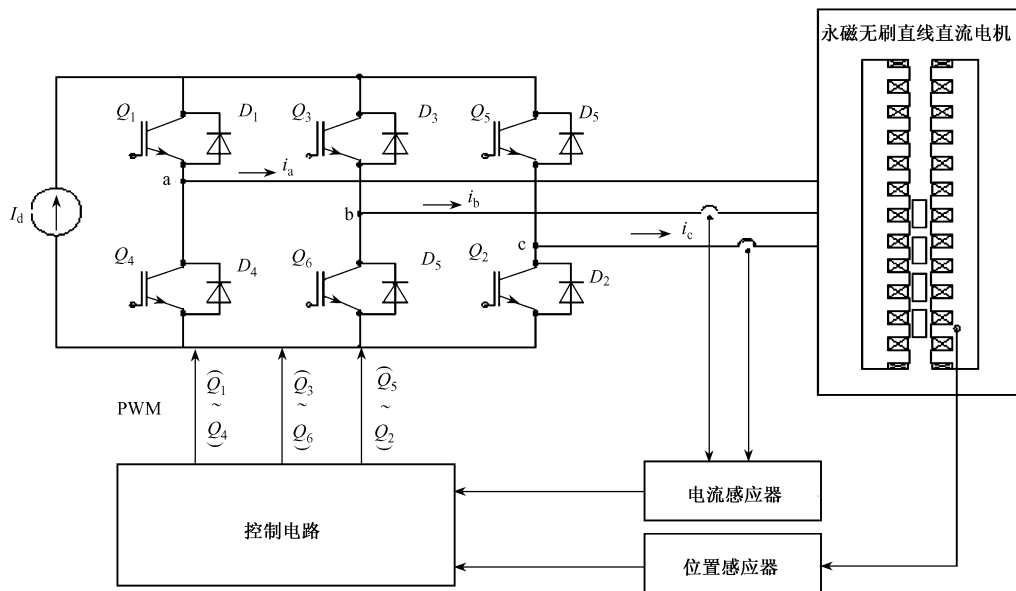 永磁无刷直线直流电机
Q1
D1
Q3
D3
Q5
D5
ia
a
ib
b
Id
ic
c
Q4
D4
Q6
D5
Q2
D2
PWM
(Q1~Q4)
(Q3~Q6)
(Q5~Q2)
电流感应器
控制电路
位置感应器